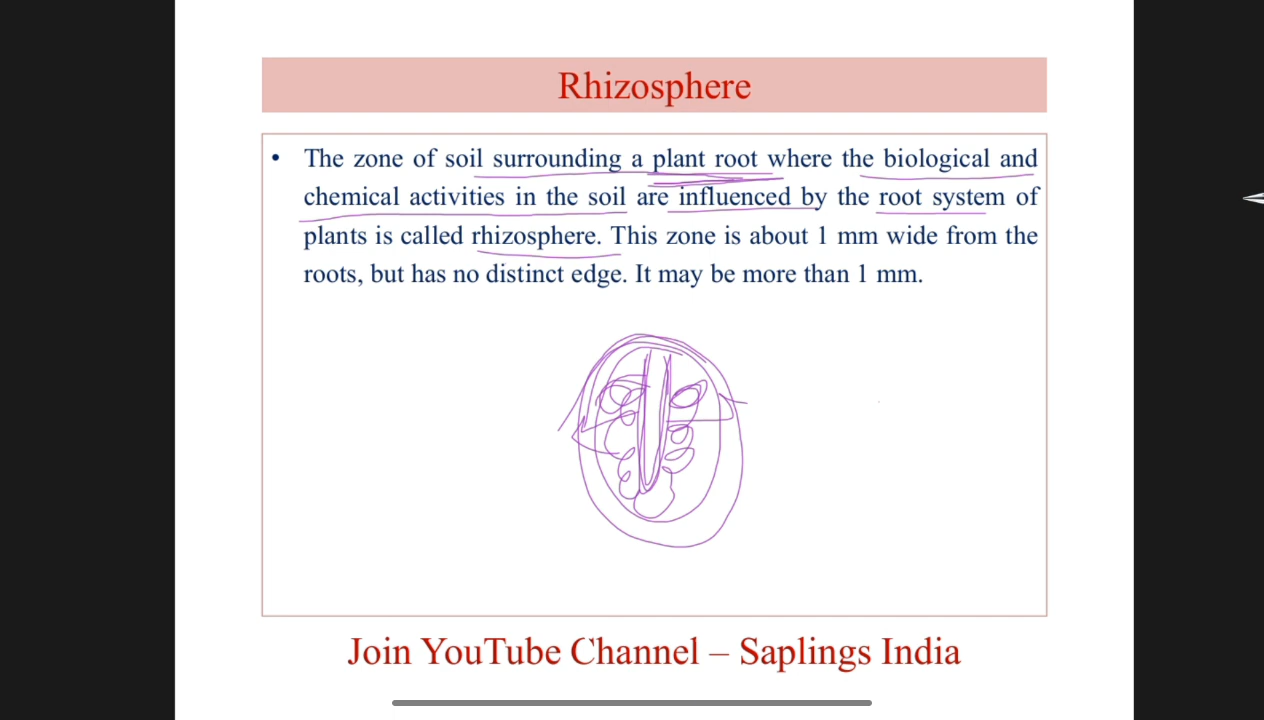 Rhizosphere
• The zone of soil surrounding a plant root where the biological and
chemical activities in the soil are influenced by the root system of
plants is called rhizosphere. This zone is about 1 mm wide from the
roots, but has no distinct edge. It may be more than 1 mm.
Join YouTube Channel – Saplings India